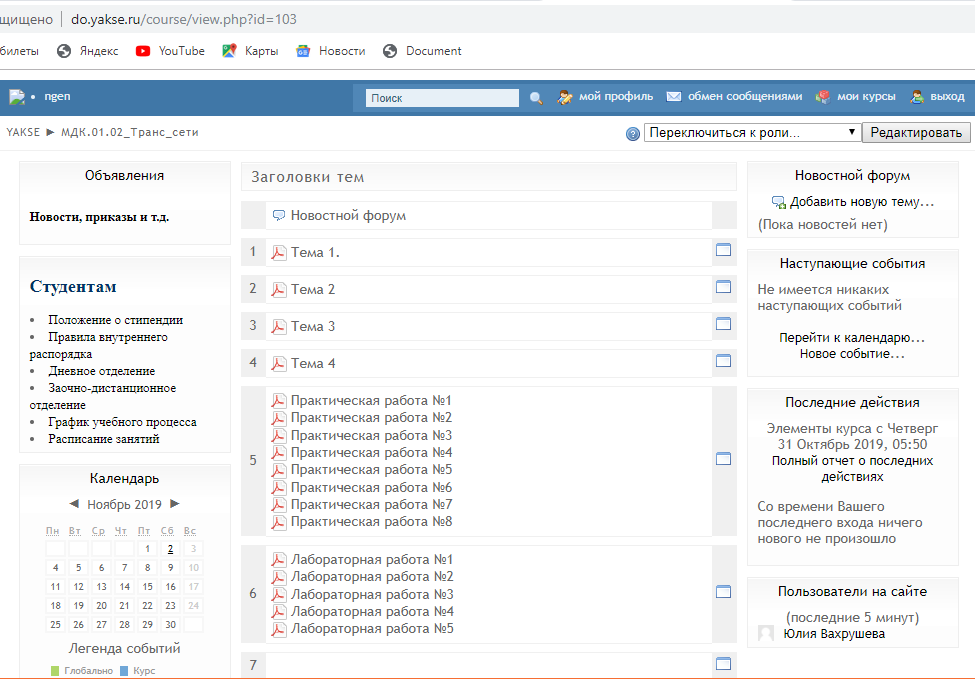 щищено do.yakse.ru/course/view.php?id=103
билеты Яндекс YouTube Карты Новости Document
ngen Поиск мой профиль обмен сообщениями мои курсы выход
YAKSE ► МДК.01.02_Транс_сети Переключиться к роли... Редактировать
Объявления
Новости, приказы и т.д.
Студентам
• Положение о стипендии
• Правила внутреннего
распорядка
• Дневное отделение
• Заочно-дистанционное
отделение
• График учебного процесса
• Расписание занятий
Календарь
◄ Ноябрь 2019 ►
Пн Вт Ср Чт Пт Сб Вс
1 2 3
4 5 6 7 8 9 10
11 12 13 14 15 16 17
18 19 20 21 22 23 24
25 26 27 28 29 30
Легенда событий
Глобально Курс
Заголовки тем
Новостной форум
1 Тема 1.
2 Тема 2
3 Тема 3
4 Тема 4
Практическая работа №1
Практическая работа №2
Практическая работа №3
Практическая работа №4
5 Практическая работа №5
Практическая работа №6
Практическая работа №7
Практическая работа №8
Лабораторная работа №1
Лабораторная работа №2
6 Лабораторная работа №3
Лабораторная работа №4
Лабораторная работа №5
7
Новостной форум
Добавить новую тему...
(Пока новостей нет)
Наступающие события
Не имеется никаких
наступающих событий
Перейти к календарю...
Новое событие...
Последние действия
Элементы курса с Четверг
31 Октябрь 2019, 05:50
Полный отчет о последних
действиях
Со времени Вашего
последнего входа ничего
нового не произошло
Пользователи на сайте
(последние 5 минут)
Юлия Вахрушева